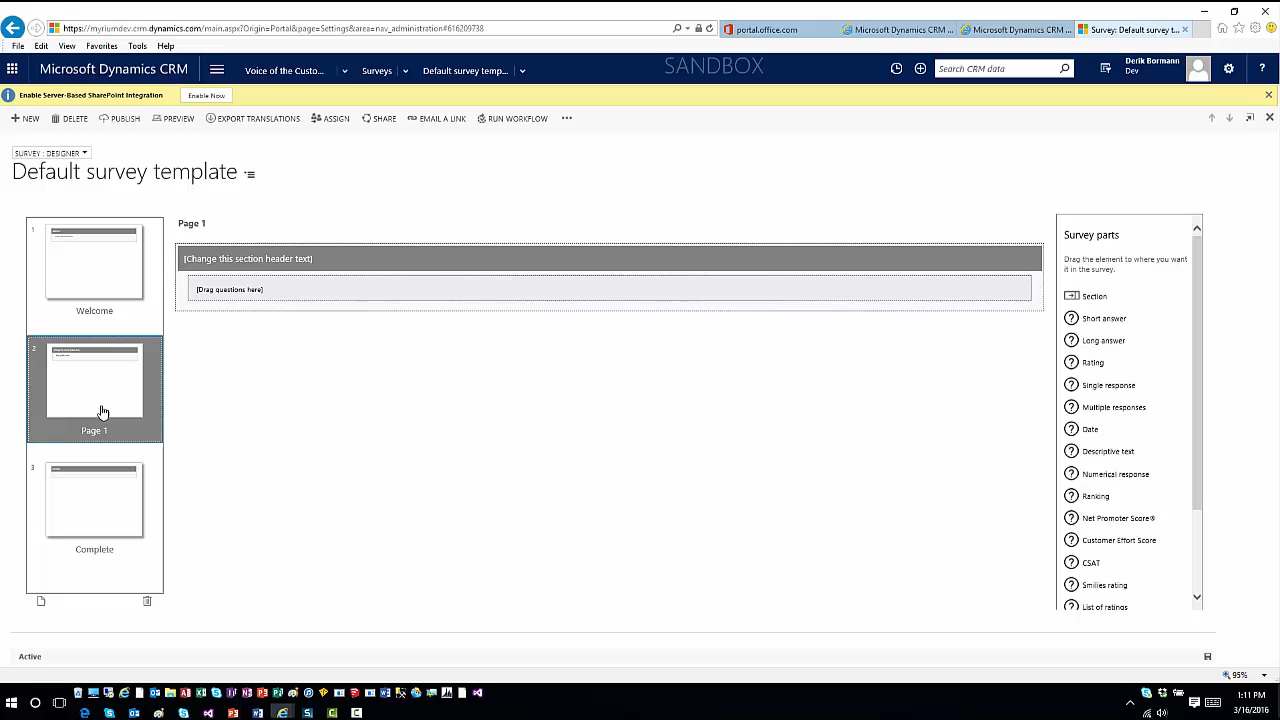 https://myriumdev.crm.dynamics.com/main.aspx?Origin=Portal&page=Settings&area=nav_administration#616209738
portal.office.com
Microsoft Dynamics CRM ...
Microsoft Dynamics CRM ...
Survey: Default survey t...
File Edit View Favorites Tools Help
Microsoft Dynamics CRM
Voice of the Custo...
Surveys
Default survey temp...
SANDBOX
Search CRM data
Derik Bormann
Dev
Enable Server-Based SharePoint Integration
Enable Now
NEW
DELETE
PUBLISH
PREVIEW
EXPORT TRANSLATIONS
ASSIGN
SHARE
EMAIL A LINK
RUN WORKFLOW
SURVEY : DESIGNER
Default survey template
1
Welcome
2
Page 1
3
Complete
Page 1
[Change this section header text]
[Drag questions here]
Survey parts
Drag the element to where you want
it in the survey.
Section
Short answer
Long answer
Rating
Single response
Multiple responses
Date
Descriptive text
Numerical response
Ranking
Net Promoter Score®
Customer Effort Score
CSAT
Smilies rating
List of ratings
Active
95%
1:11 PM
3/16/2016